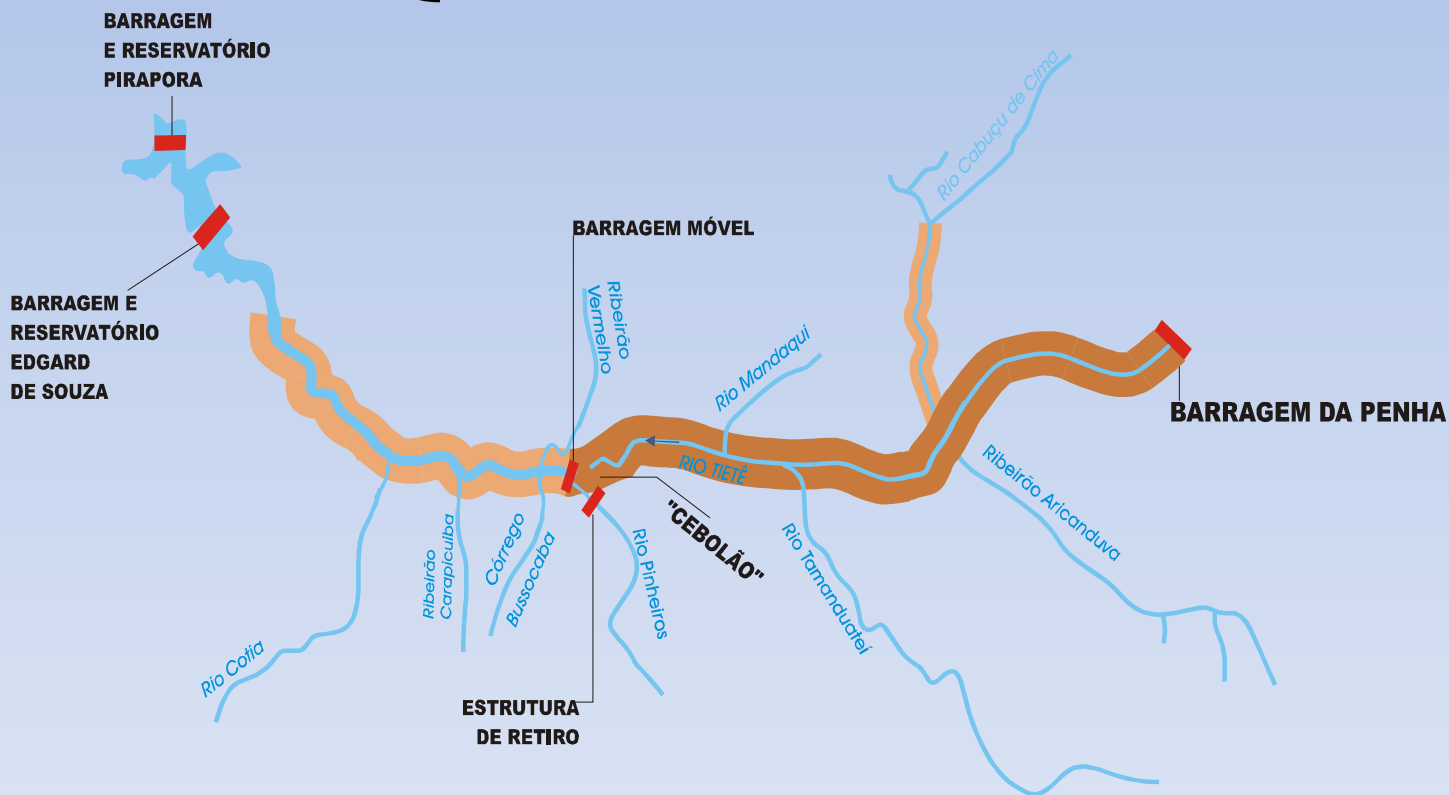 BARRAGEM
E RESERVATÓRIO
PIRAPORA
Rio Cabuçu de Cima
BARRAGEM MÓVEL
BARRAGEM E
RESERVATÓRIO
EDGARD
DE SOUZA
Ribeirão
Vermelho
Rio Mandaqui
BARRAGEM DA PENHA
RIO TIETÊ
Ribeirão Aricanduva
"CEBOLÃO"
Ribeirão
Carapicuíba
Córrego
Bussocaba
Rio Pinheiros
Rio Tamanduateí
Rio Cotia
ESTRUTURA
DE RETIRO